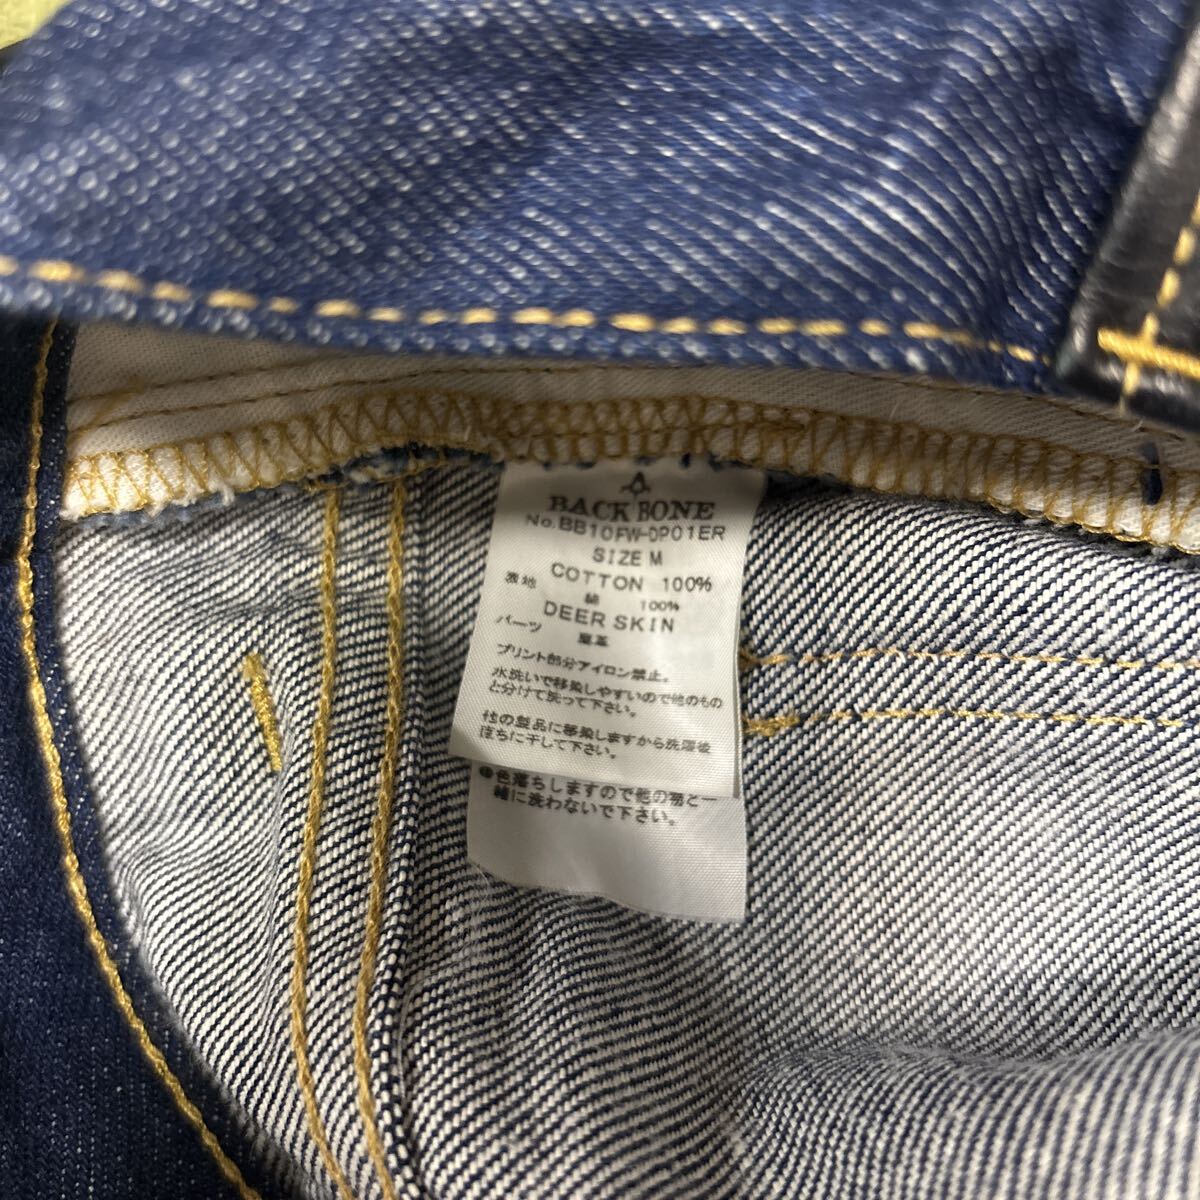 BACK BONE
No.BB10FW-DP01ER
SIZE M
表地 COTTON 100%
綿 100%
パーツ DEER SKIN
鹿革
プリント部分アイロン禁止。
水洗いで移染しやすいので他のもの
と分けて洗って下さい。
他の製品に移染しますから洗濯後
直ちに干して下さい。
●色落ちしますので他の物と一
緒に洗わないで下さい。